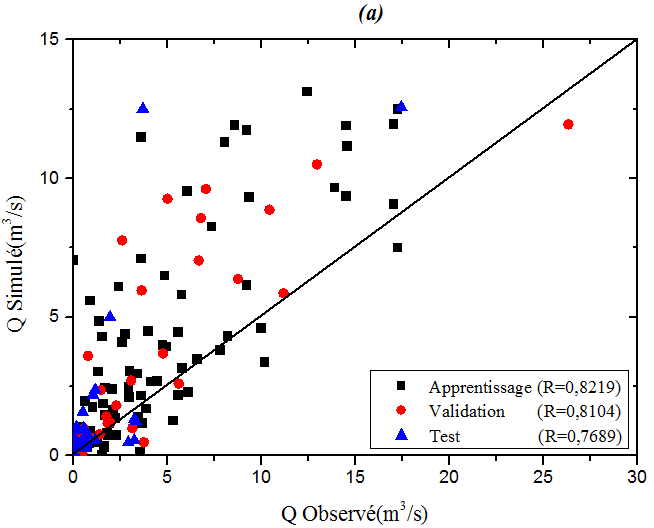 (a)
15
10
5
0
Q Simulé(m³/s)
Apprentissage (R=0,8219)
Validation (R=0,8104)
Test (R=0,7689)
0 5 10 15 20 25 30
Q Observé(m³/s)